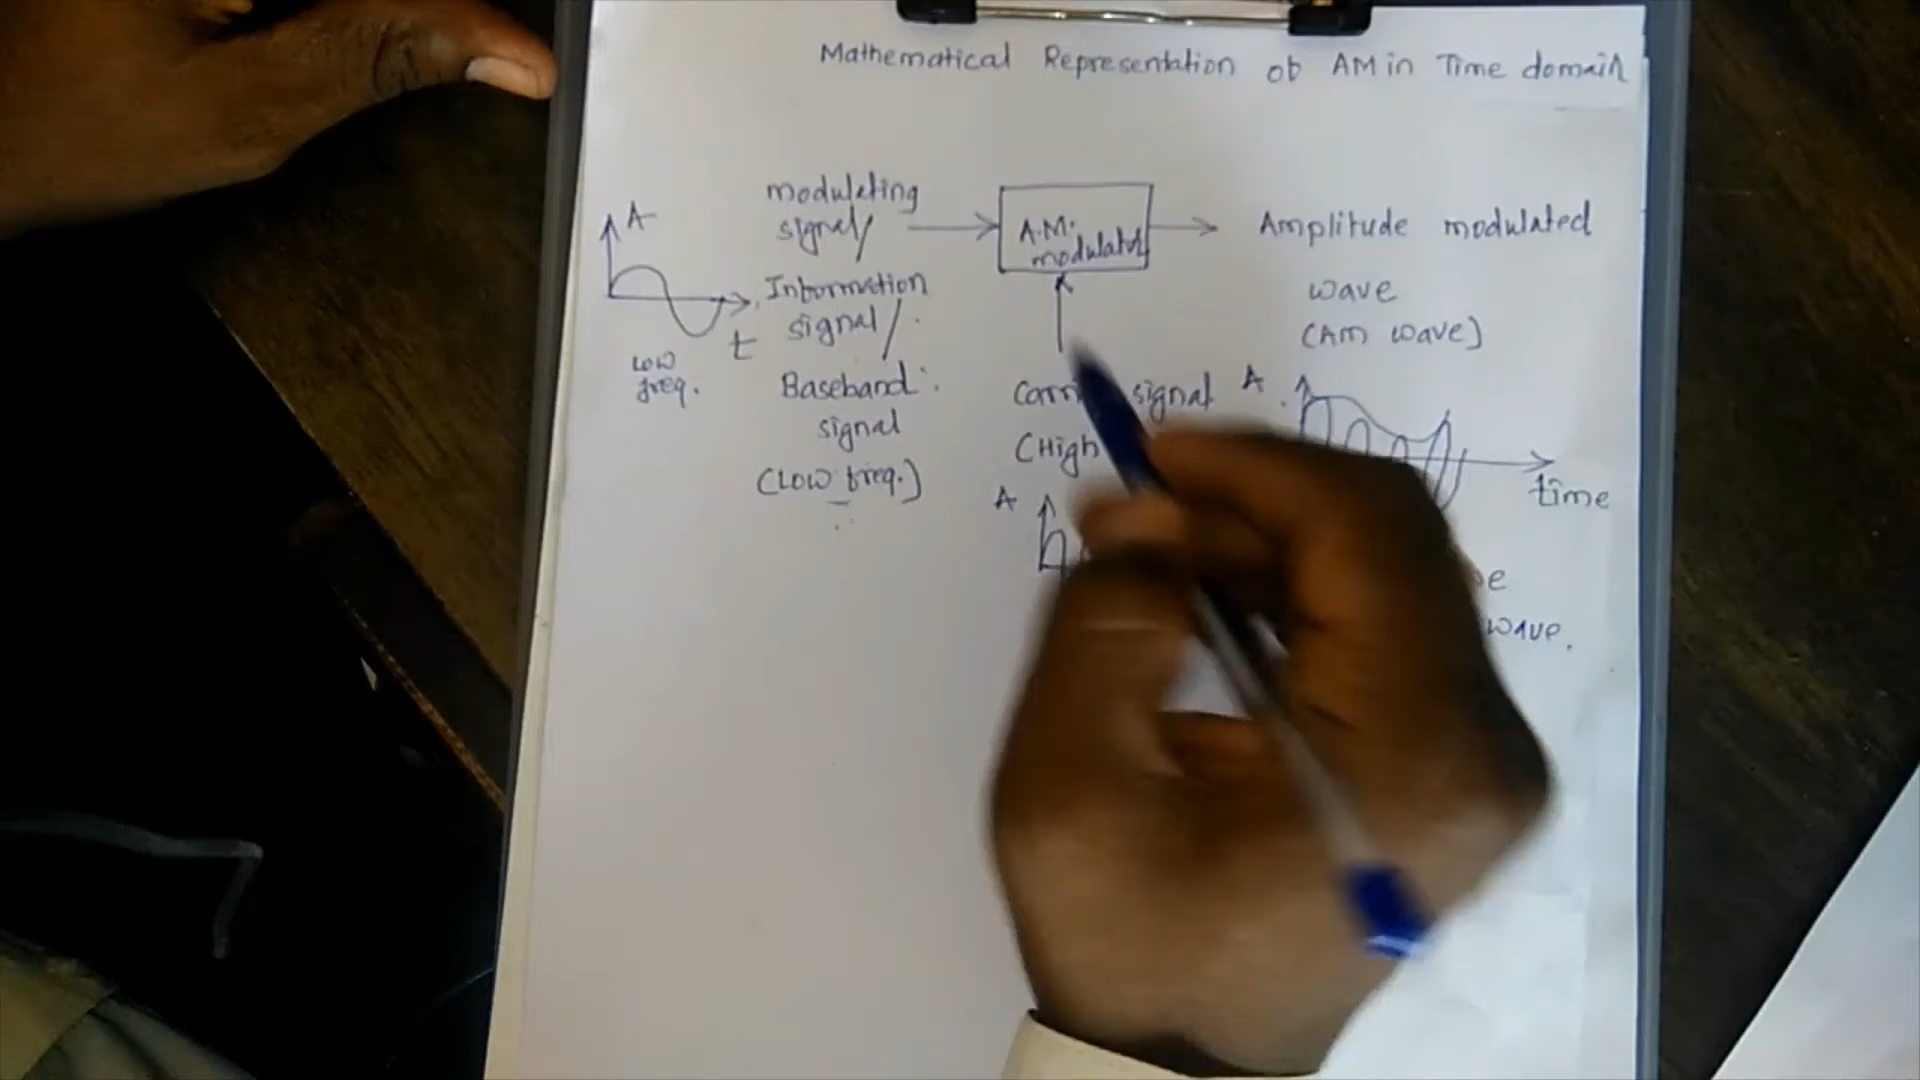 Mathematical Representation of AM in Time domain
modulating
signal/
Information
signal/
Baseband
signal
(Low freq.)
A
t
Low
freq.
A.M.
modulator
Amplitude modulated
wave
(AM wave)
signal
(High
A
A
time
wave.